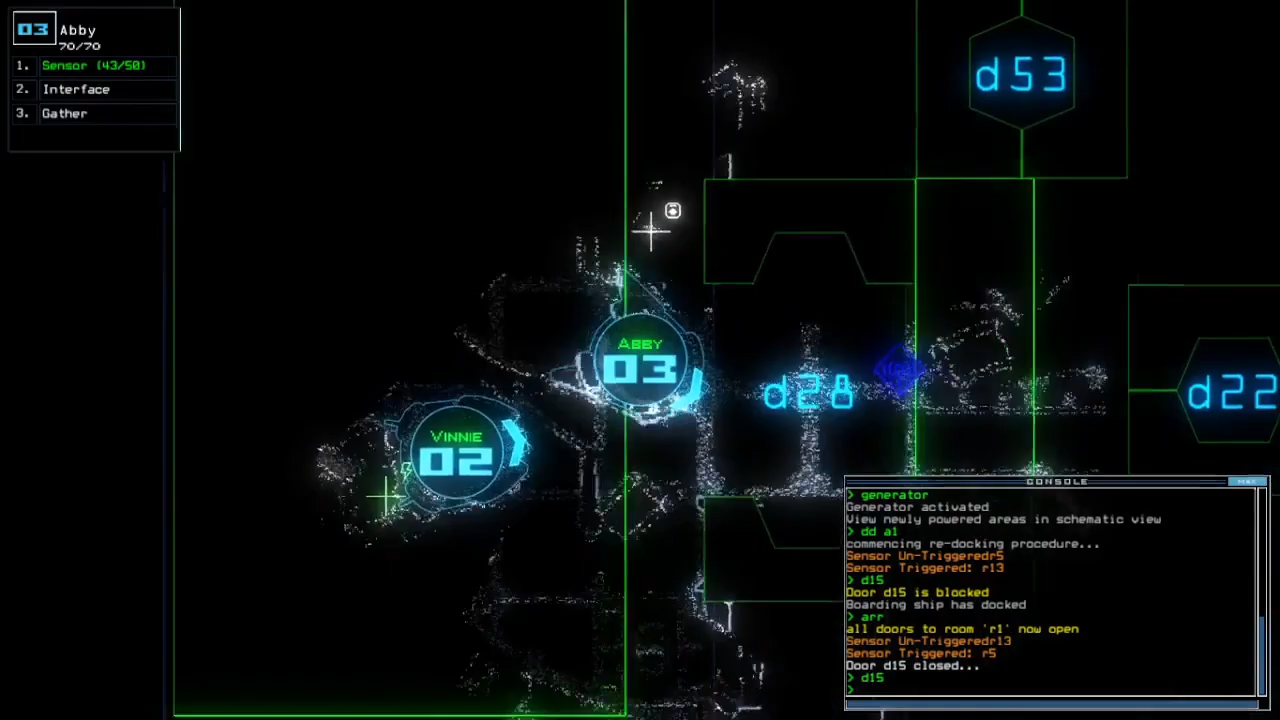 03 Abby
70/70
1. Sensor (43/50)
2. Interface
3. Gather
d53
ABBY
03
d28
d22
VINNIE
02
CONSOLE
> generator
Generator activated
View newly powered areas in schematic view
> dd a1
commencing re-docking procedure...
Sensor Un-Triggeredr5
Sensor Triggered: r13
> d15
Door d15 is blocked
Boarding ship has docked
> arr
all doors to room 'r1' now open
Sensor Un-Triggeredr13
Sensor Triggered: r5
Door d15 closed...
> d15
>